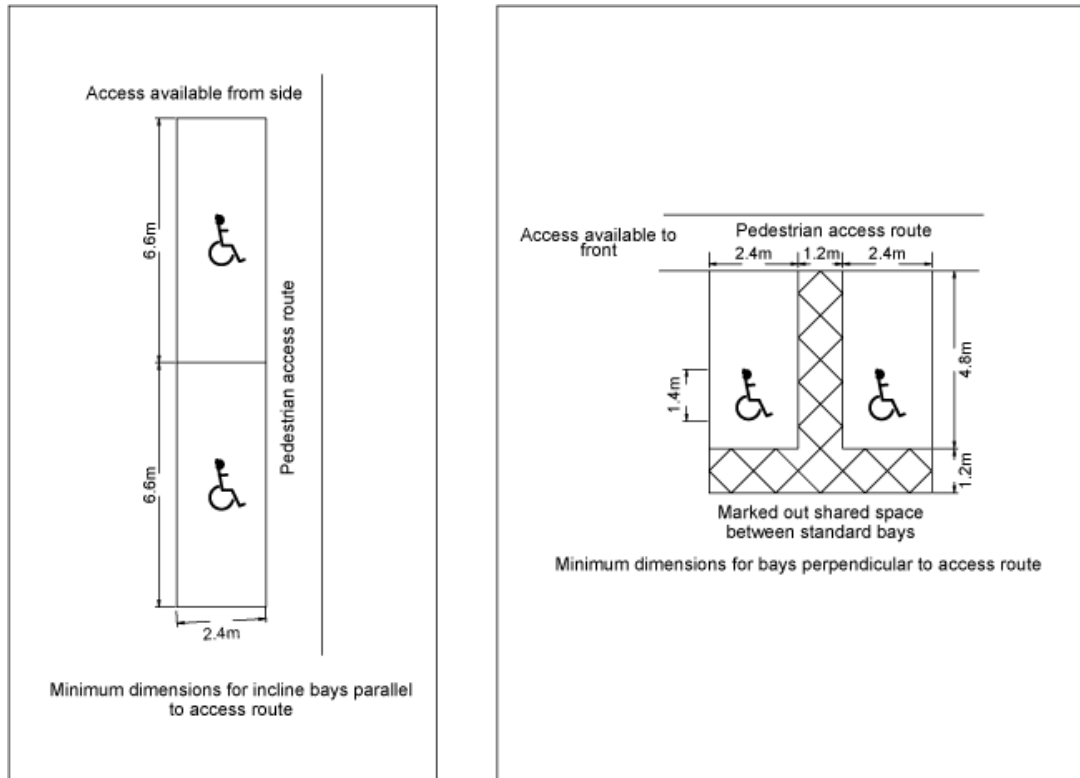 Access available from side
6.6m
Pedestrian access route
6.6m
2.4m
Minimum dimensions for incline bays parallel
to access route
Access available to
front
Pedestrian access route
2.4m
1.2m
2.4m
1.4m
4.8m
1.2m
Marked out shared space
between standard bays
Minimum dimensions for bays perpendicular to access route